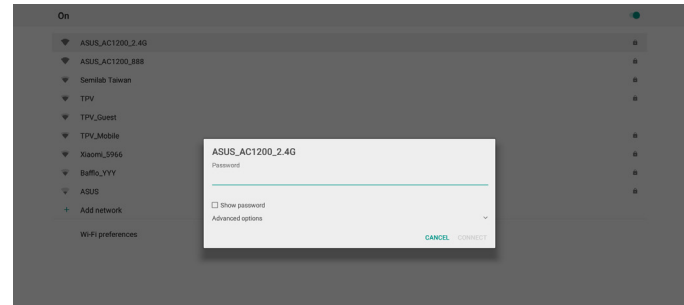 On
ASUS_AC1200_2.4G
ASUS_AC1200_888
Semilab Taiwan
TPV
TPV_Guest
TPV_Mobile
Xiaomi_5966
Bafflo_YYY
ASUS
+ Add network
Wi-Fi preferences
ASUS_AC1200_2.4G
Password
Show password
Advanced options
CANCEL CONNECT